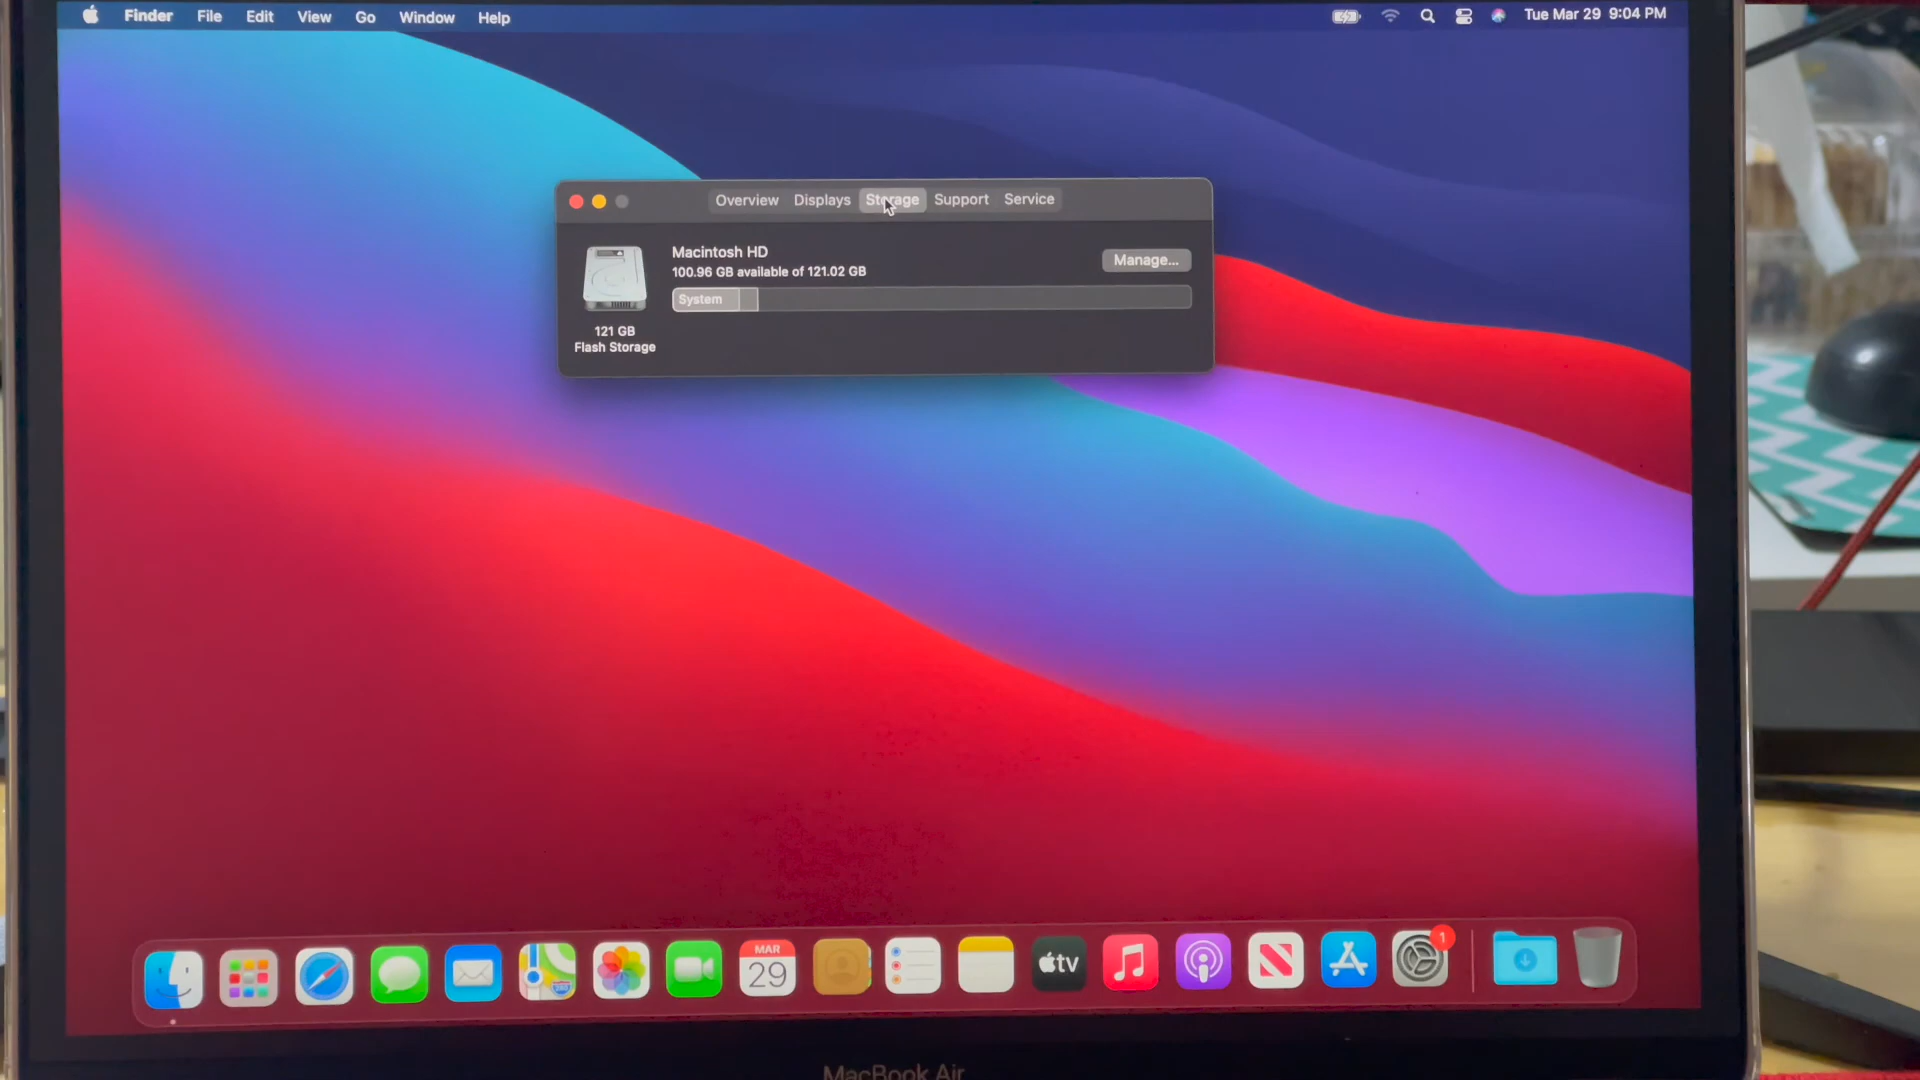 Finder File Edit View Go Window Help
Tue Mar 29 9:04 PM
Overview Displays Storage Support Service
Macintosh HD
100.96 GB available of 121.02 GB
Manage...
System
121 GB
Flash Storage
MAR
29
tv
1
MacBook Air